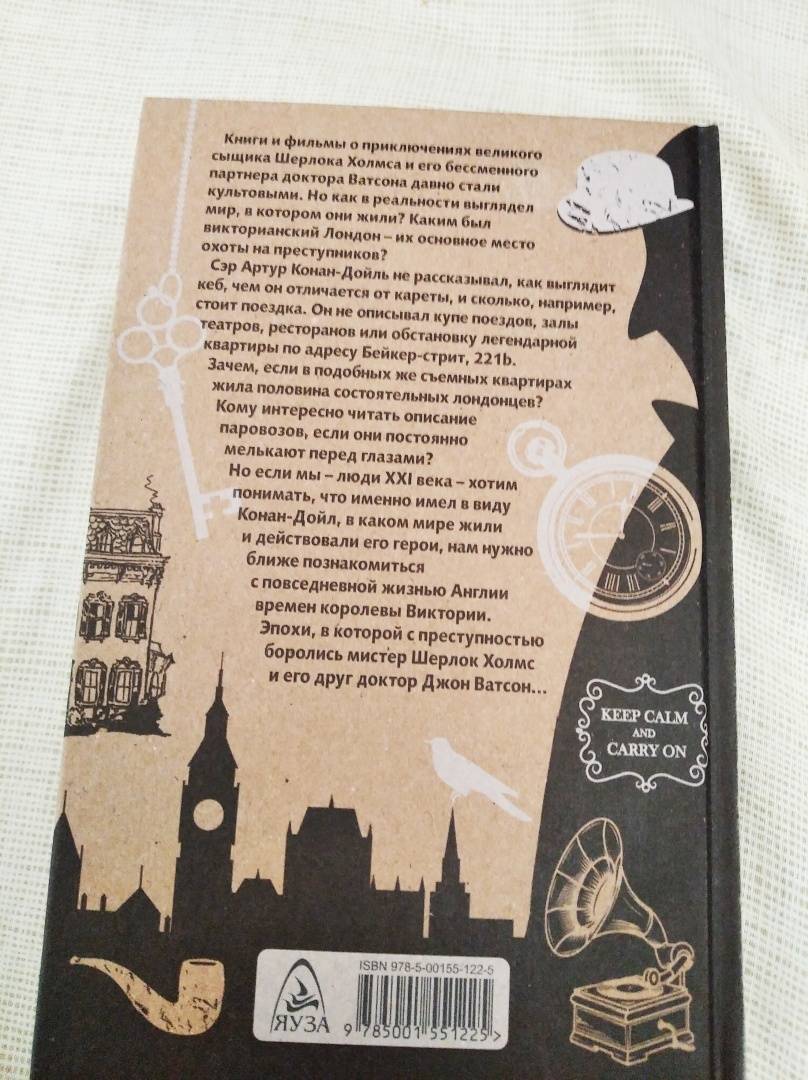 Книги и фильмы о приключениях великого
сыщика Шерлока Холмса и его бессменного
партнера доктора Ватсона давно стали
культовыми. Но как в реальности выглядел
мир, в котором они жили? Каким был
викторианский Лондон – их основное место
охоты на преступников?
Сэр Артур Конан-Дойль не рассказывал, как выглядит
кеб, чем он отличается от кареты, и сколько, например,
стоит поездка. Он не описывал купе поездов, залы
театров, ресторанов или обстановку легендарной
квартиры по адресу Бейкер-стрит, 221b.
Зачем, если в подобных же съемных квартирах
жила половина состоятельных лондонцев?
Кому интересно читать описание
паровозов, если они постоянно
мелькают перед глазами?
Но если мы – люди XXI века – хотим
понимать, что именно имел в виду
Конан-Дойл, в каком мире жили
и действовали его герои, нам нужно
ближе познакомиться
с повседневной жизнью Англии
времен королевы Виктории.
Эпохи, в которой с преступностью
боролись мистер Шерлок Холмс
и его друг доктор Джон Ватсон...
KEEP CALM
AND
CARRY ON
ISBN 978-5-00155-122-5
ЯУЗА
9 785001 551225 >